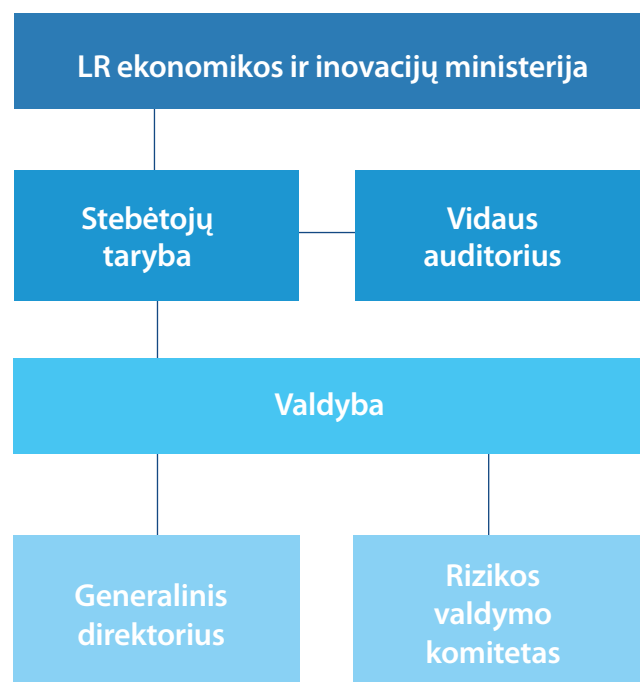 LR ekonomikos ir inovacijų ministerija
Stebėtojų
taryba
Vidaus
auditorius
Valdyba
Generalinis
direktorius
Rizikos
valdymo
komitetas